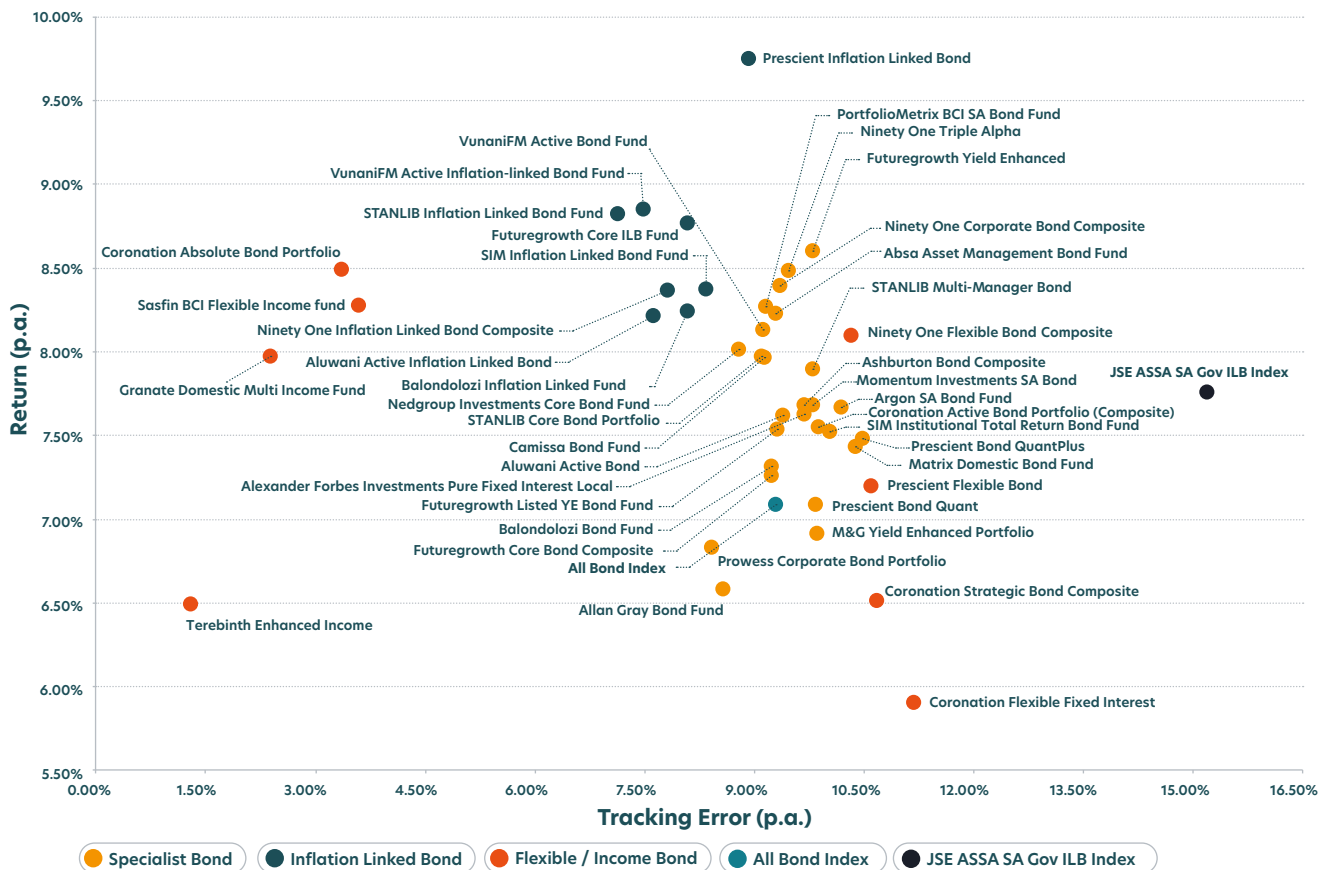 10.00%
Prescient Inflation Linked Bond
9.50%
PortfolioMetrix BCI SA Bond Fund
Ninety One Triple Alpha
VunaniFM Active Bond Fund
Futuregrowth Yield Enhanced
VunaniFM Active Inflation-linked Bond Fund
9.00%
STANLIB Inflation Linked Bond Fund
Ninety One Corporate Bond Composite
Futuregrowth Core ILB Fund
Coronation Absolute Bond Portfolio
SIM Inflation Linked Bond Fund
Absa Asset Management Bond Fund
8.50%
STANLIB Multi-Manager Bond
Sasfin BCI Flexible Income fund
Ninety One Inflation Linked Bond Composite
Ninety One Flexible Bond Composite
8.00%
Aluwani Active Inflation Linked Bond
Ashburton Bond Composite
JSE ASSA SA Gov ILB Index
Momentum Investments SA Bond
Balondolozi Inflation Linked Fund
Granate Domestic Multi Income Fund
Argon SA Bond Fund
Nedgroup Investments Core Bond Fund
Coronation Active Bond Portfolio (Composite)
STANLIB Core Bond Portfolio
SIM Institutional Total Return Bond Fund
7.50%
Camissa Bond Fund
Prescient Bond QuantPlus
Aluwani Active Bond
Matrix Domestic Bond Fund
Alexander Forbes Investments Pure Fixed Interest Local
Prescient Flexible Bond
Futuregrowth Listed YE Bond Fund
Prescient Bond Quant
7.00%
Balondolozi Bond Fund
M&G Yield Enhanced Portfolio
Futuregrowth Core Bond Composite
Prowess Corporate Bond Portfolio
All Bond Index
Coronation Strategic Bond Composite
6.50%
Allan Gray Bond Fund
Terebinth Enhanced Income
6.00%
Coronation Flexible Fixed Interest
5.50%
Return (p.a.)
0.00% 1.50% 3.00% 4.50% 6.00% 7.50% 9.00% 10.50% 12.00% 13.50% 15.00% 16.50%
Tracking Error (p.a.)
Specialist Bond Inflation Linked Bond Flexible / Income Bond All Bond Index JSE ASSA SA Gov ILB Index